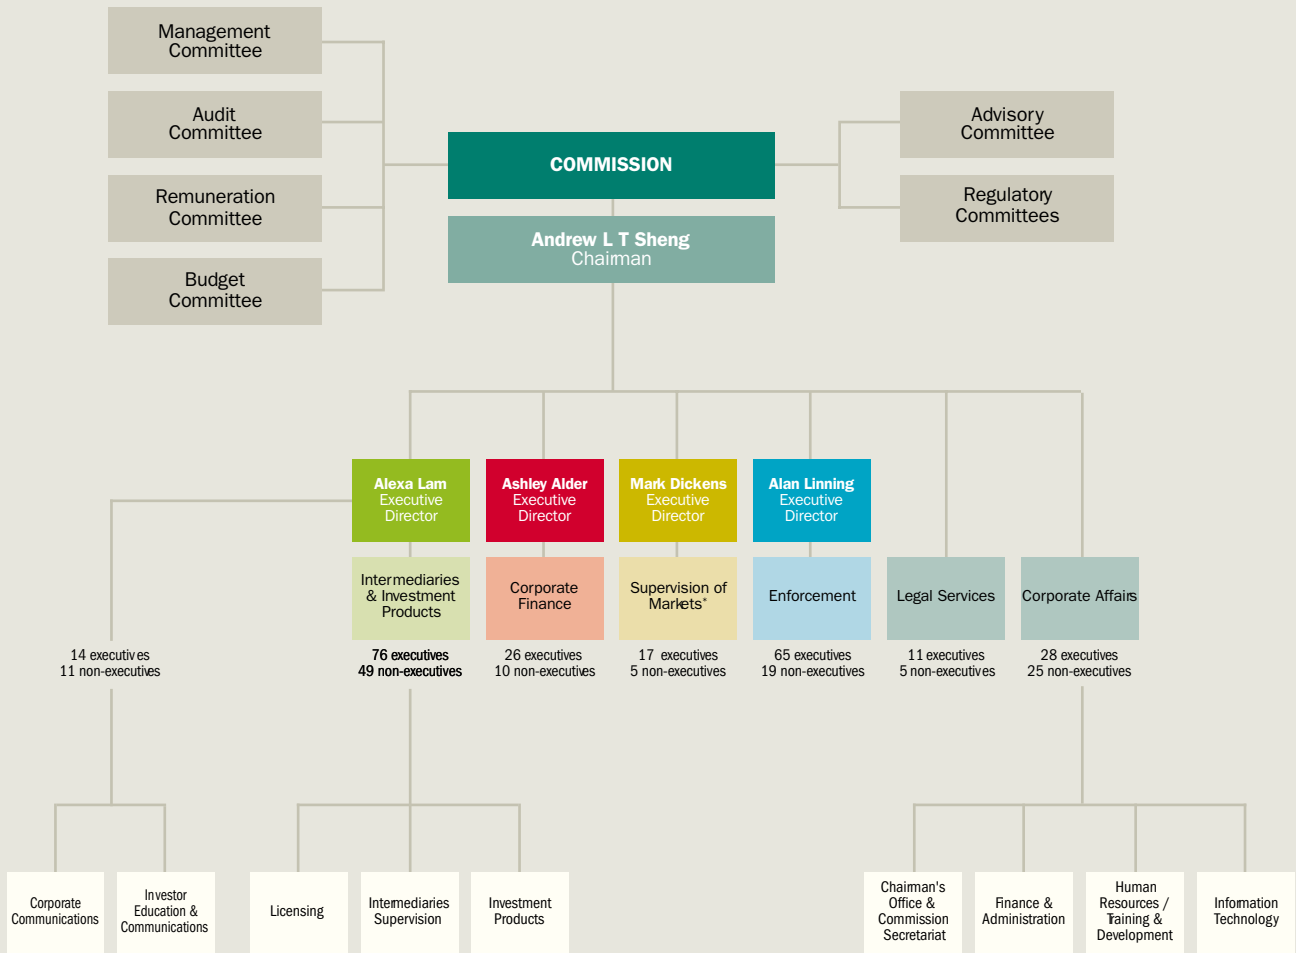 Management
Committee
Audit
Committee
Remuneration
Committee
Budget
Committee
COMMISSION
Andrew L T Sheng
Chairman
Advisory
Committee
Regulatory
Committees
Alexa Lam
Executive
Director
Ashley Alder
Executive
Director
Mark Dickens
Executive
Director
Alan Linning
Executive
Director
Intermediaries
& Investment
Products
Corporate
Finance
Supervision of
Markets*
Enforcement
Legal Services
Corporate Affairs
14 executives
11 non-executives
76 executives
49 non-executives
26 executives
10 non-executives
17 executives
5 non-executives
65 executives
19 non-executives
11 executives
5 non-executives
28 executives
25 non-executives
Corporate
Communications
Investor
Education &
Communications
Licensing
Intermediaries
Supervision
Investment
Products
Chairman's
Office &
Commission
Secretariat
Finance &
Administration
Human
Resources /
Training &
Development
Information
Technology